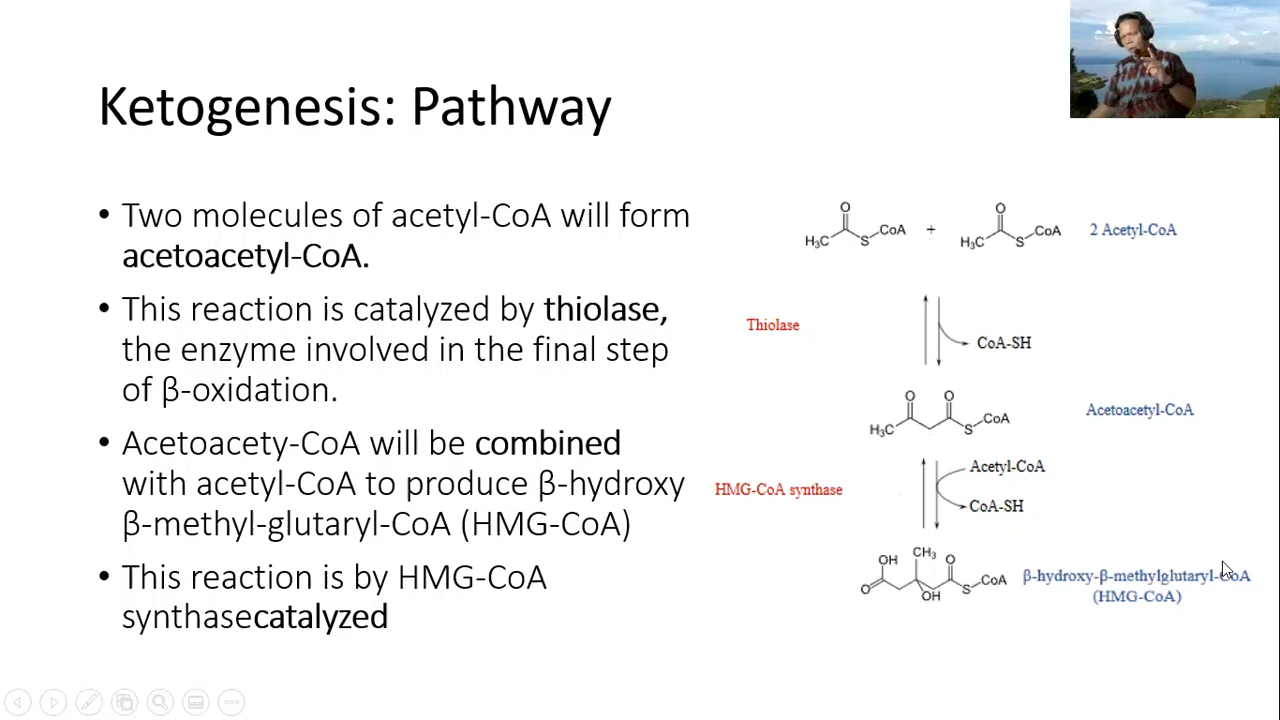 Ketogenesis: Pathway
• Two molecules of acetyl-CoA will form
acetoacetyl-CoA.
• This reaction is catalyzed by thiolase,
the enzyme involved in the final step
of β-oxidation.
• Acetoacety-CoA will be combined
with acetyl-CoA to produce β-hydroxy
β-methyl-glutaryl-CoA (HMG-CoA)
• This reaction is by HMG-CoA
synthasecatalyzed
O
H₃C S CoA
+
O
H₃C S CoA
2 Acetyl-CoA
Thiolase
CoA-SH
O O
H₃C S CoA
Acetoacetyl-CoA
Acetyl-CoA
HMG-CoA synthase
CoA-SH
OH CH₃ O
O OH S CoA
β-hydroxy-β-methylglutaryl-CoA
(HMG-CoA)